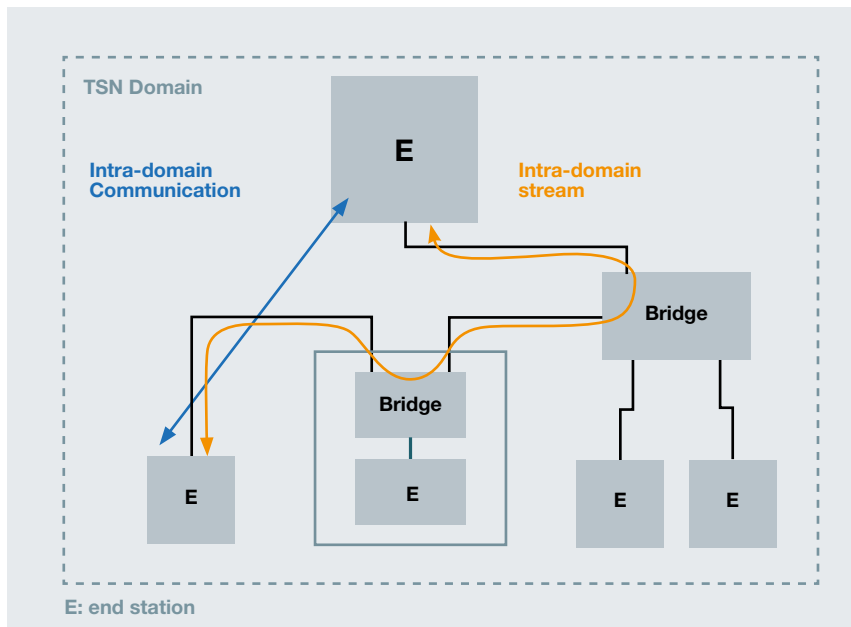 TSN Domain
E
Intra-domain
Communication
Intra-domain
stream
Bridge
Bridge
E
E
E
E
E: end station